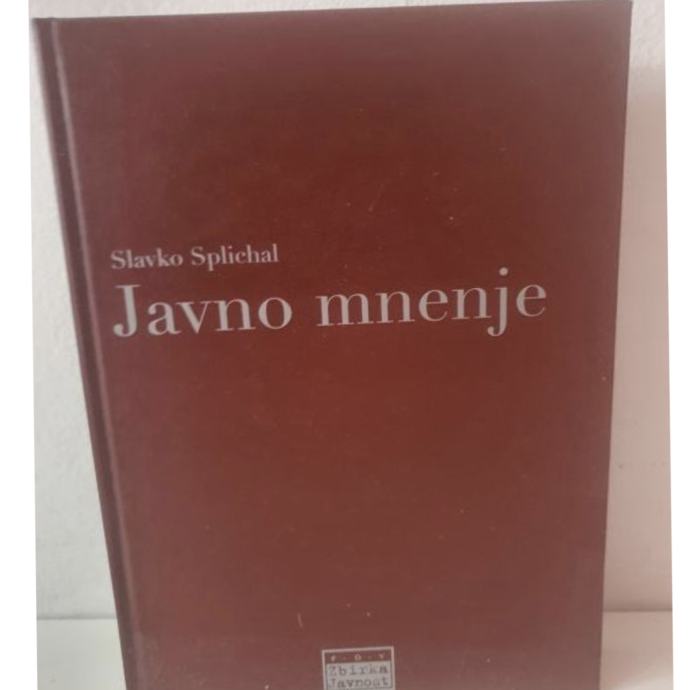 Slavko Splichal
Javno mnenje
F · D · V
Zbirka
Javnost